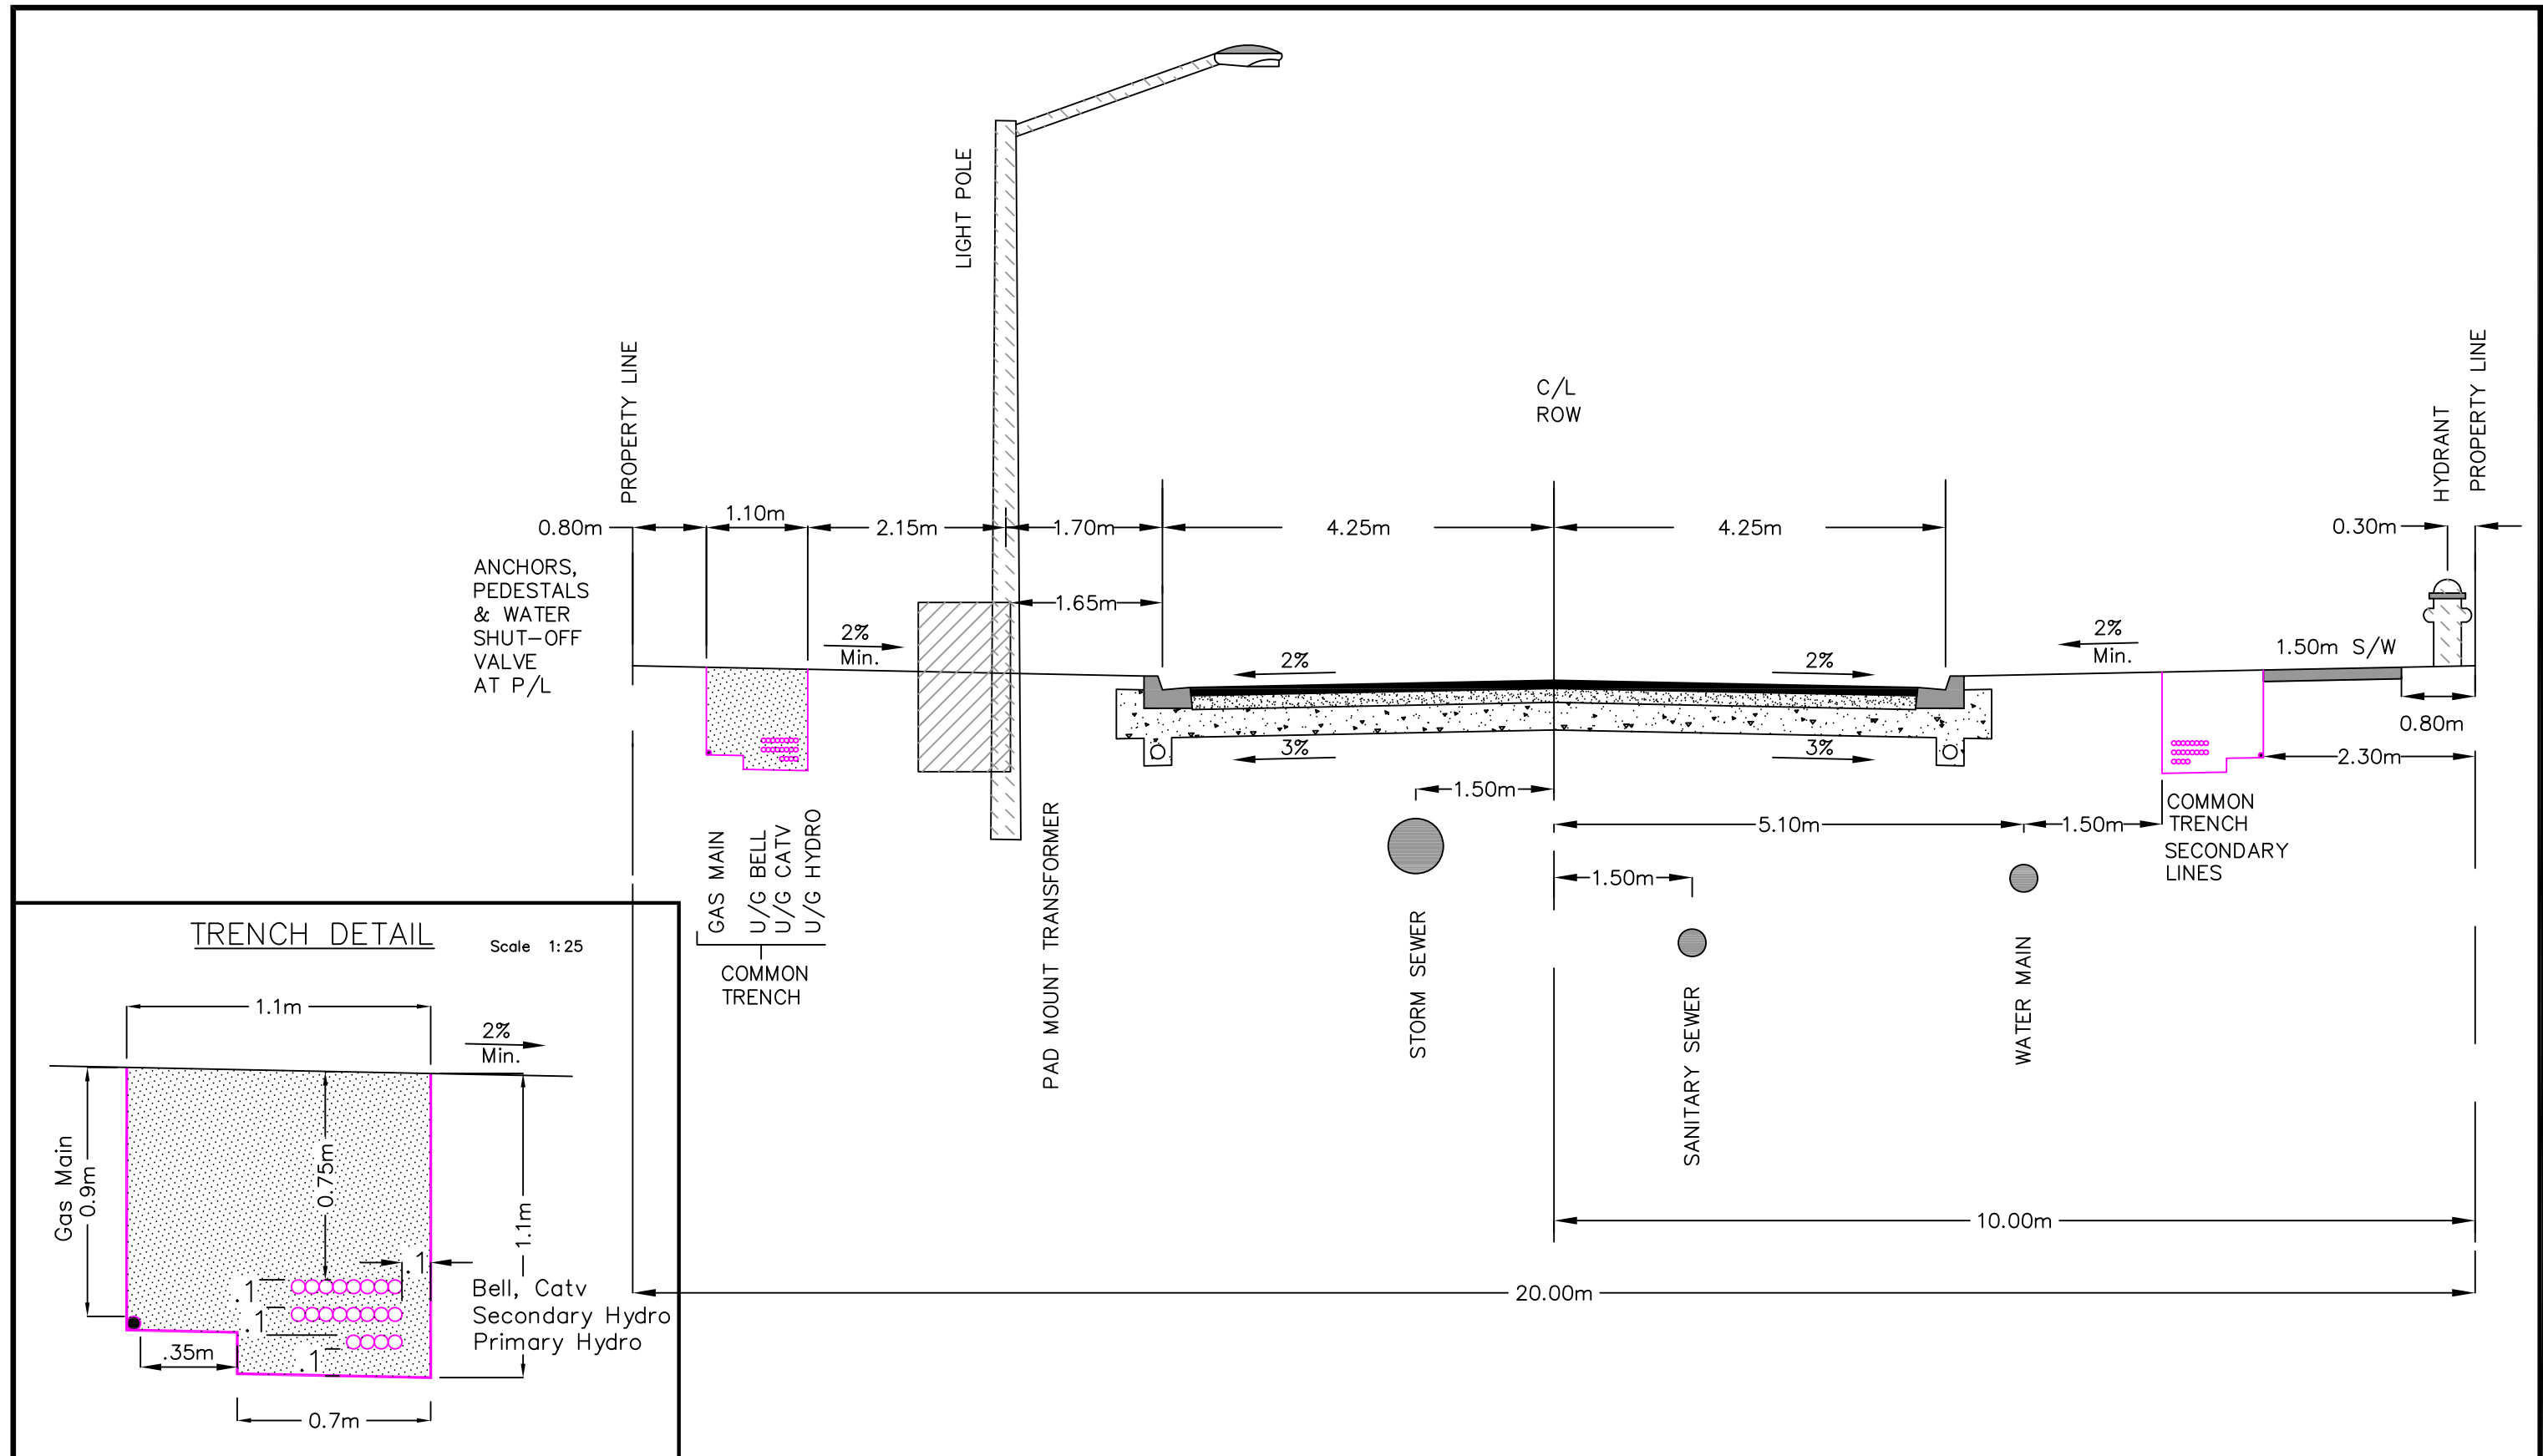 LIGHT POLE
PROPERTY LINE
C/L
ROW
HYDRANT
PROPERTY LINE
0.80m
1.10m
2.15m
1.70m
4.25m
4.25m
0.30m
ANCHORS,
PEDESTALS
& WATER
SHUT-OFF
VALVE
AT P/L
1.65m
2%
Min.
2%
2%
2%
Min.
1.50m S/W
0.80m
3%
3%
2.30m
1.50m
5.10m
1.50m
COMMON
TRENCH
SECONDARY
LINES
1.50m
GAS MAIN
U/G BELL
U/G CATV
U/G HYDRO
COMMON
TRENCH
PAD MOUNT TRANSFORMER
STORM SEWER
SANITARY SEWER
WATER MAIN
10.00m
20.00m
TRENCH DETAIL
Scale 1:25
1.1m
2%
Min.
Gas Main
0.9m
0.75m
1.1m
.1
.1
.1
.1
Bell, Catv
Secondary Hydro
Primary Hydro
.35m
0.7m